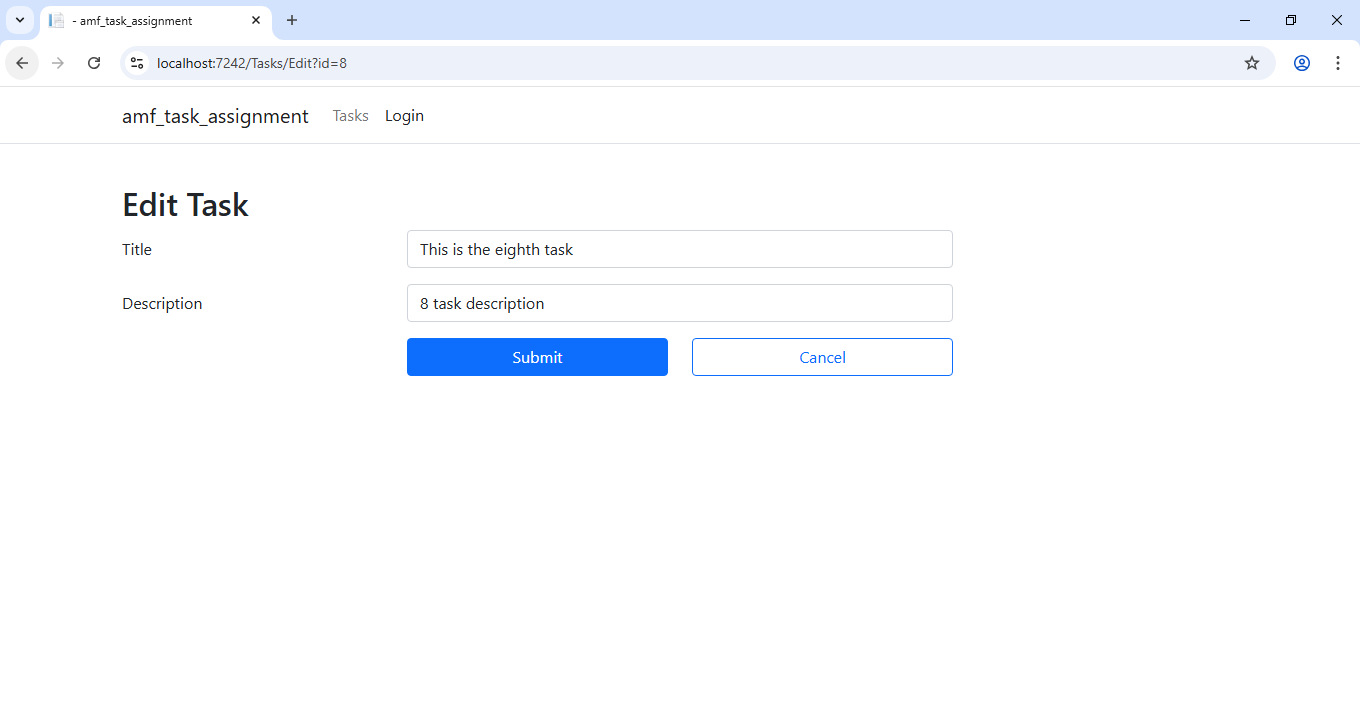 - amf_task_assignment
localhost:7242/Tasks/Edit?id=8
amf_task_assignment Tasks Login
Edit Task
Title This is the eighth task
Description 8 task description
Submit Cancel